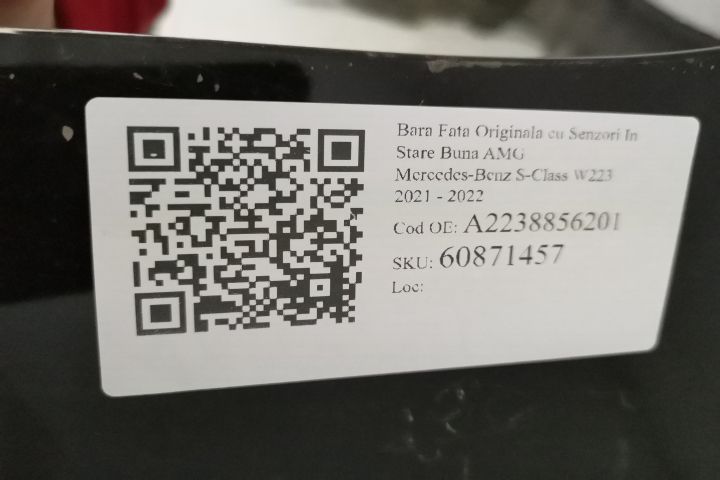 Bara Fata Originala cu Senzori In
Stare Buna AMG
Mercedes-Benz S-Class W223
2021 - 2022
Cod OE: A2238856201
SKU: 60871457
Loc: